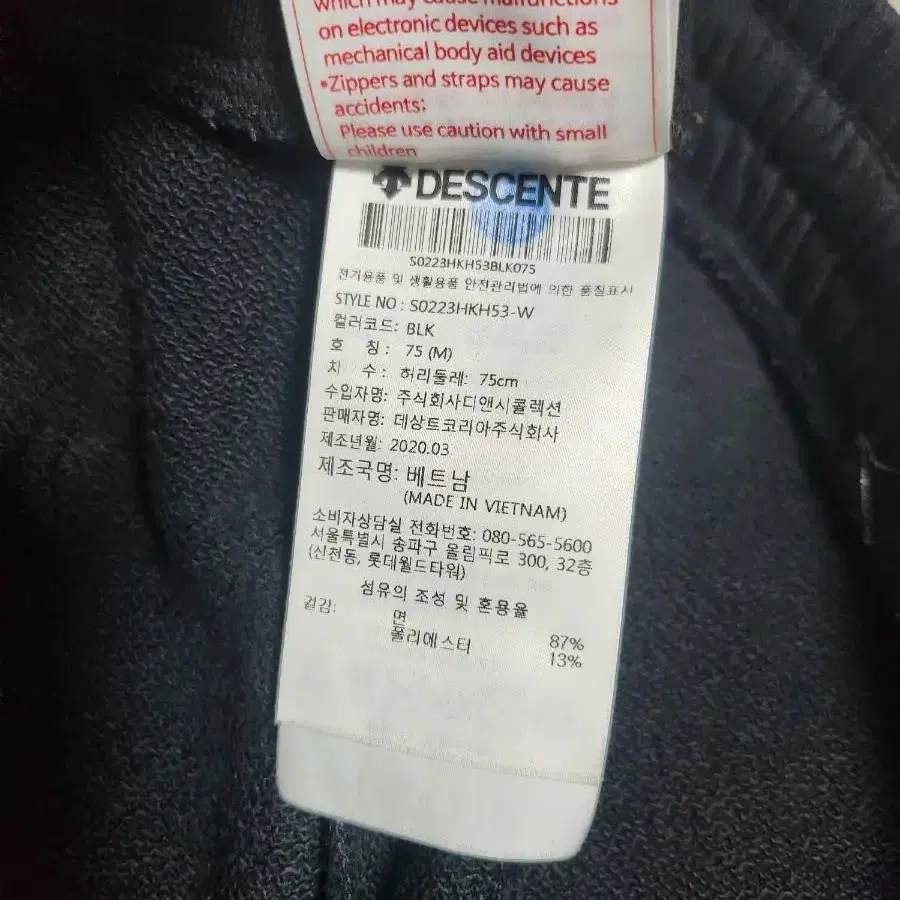 which may cause malfunctions
on electronic devices such as
mechanical body aid devices
*Zippers and straps may cause
accidents;
Please use caution with small
children
DESCENTE
S0223HKH53BLK075
전기용품 및 생활용품 안전관리법에 의한 품질표시
STYLE NO : S0223HKH53-W
컬러코드: BLK
호 칭 : 75 (M)
치 수 : 허리둘레: 75cm
수입자명: 주식회사디앤시콜렉션
판매자명: 데상트코리아주식회사
제조년월: 2020.03
제조국명: 베트남
(MADE IN VIETNAM)
소비자상담실 전화번호: 080-565-5600
서울특별시 송파구 올림픽로 300, 32층
(신천동, 롯데월드타워)
섬유의 조성 및 혼용율
겉감: 면 87%
폴리에스터 13%